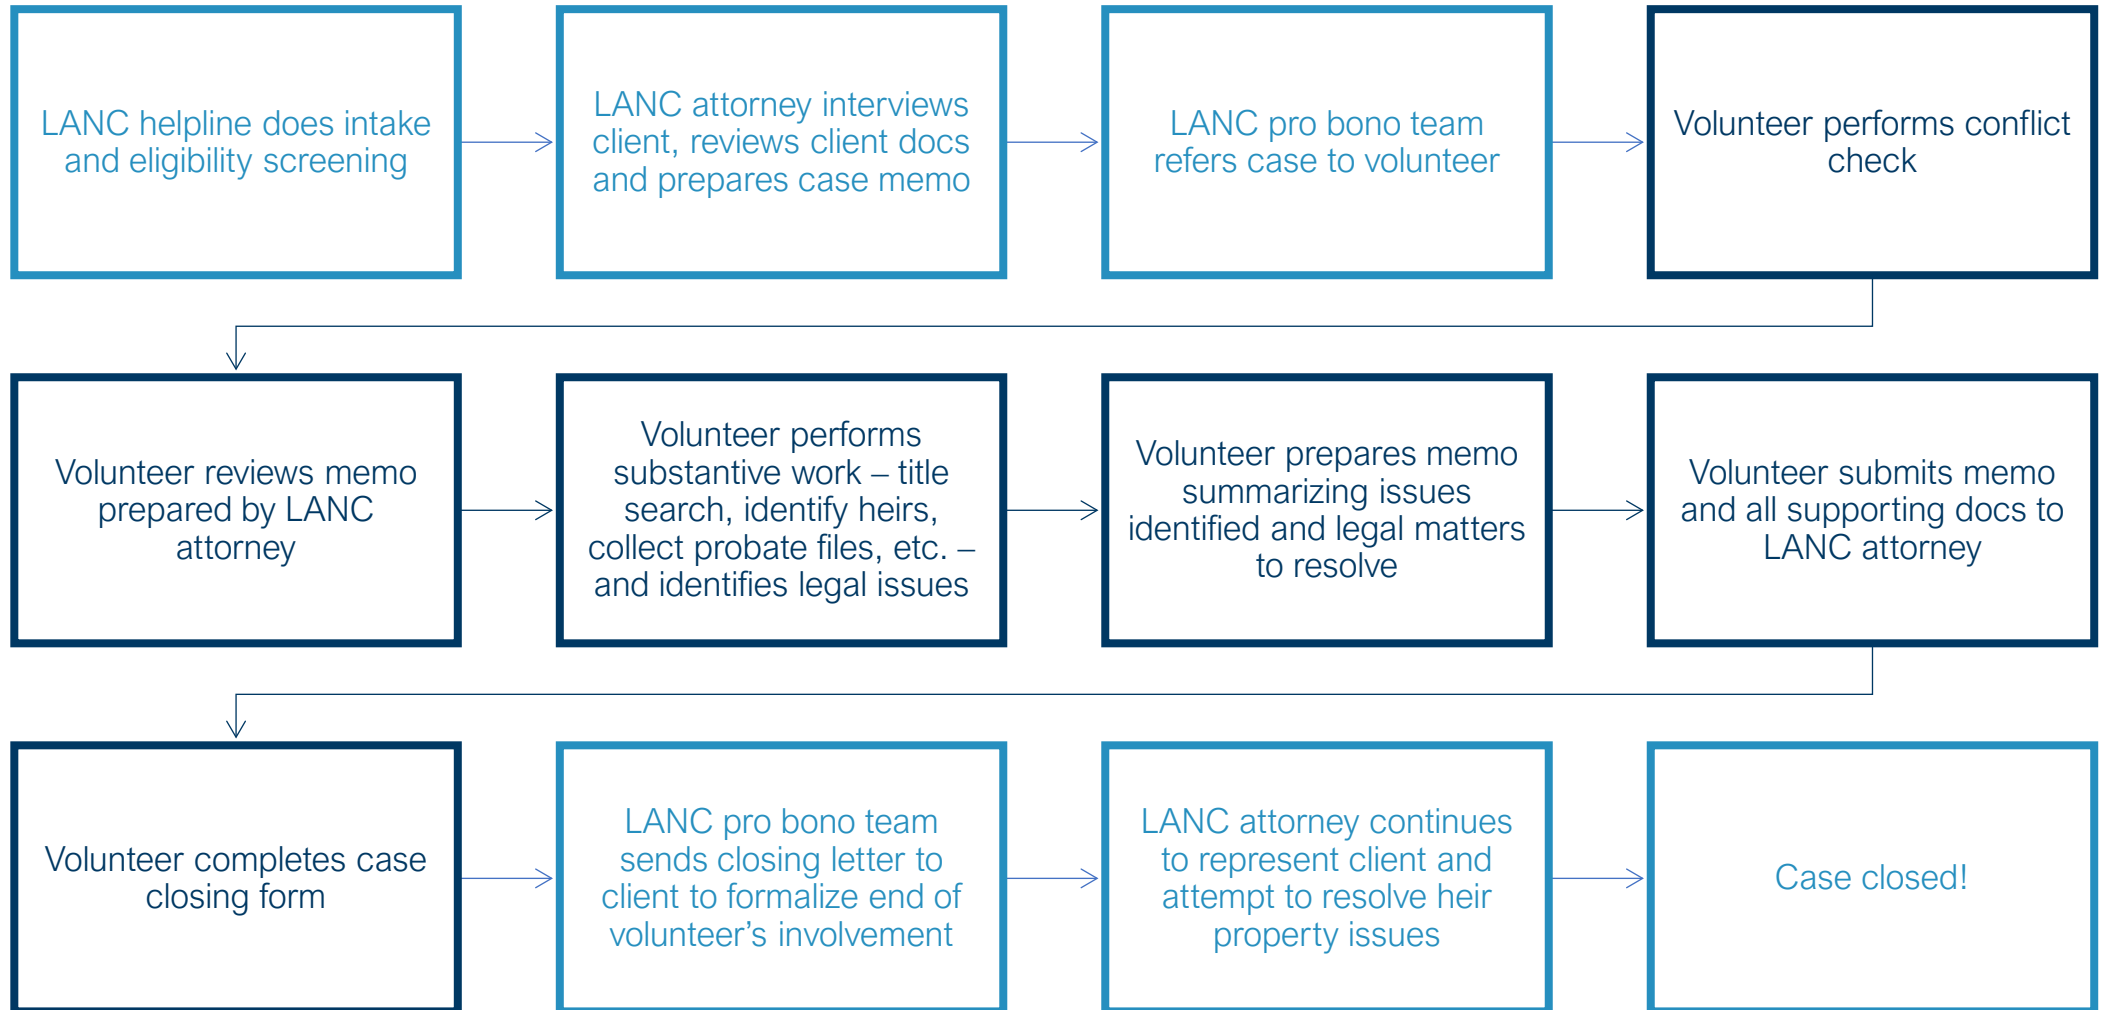 LANC helpline does intake
and eligibility screening
LANC attorney interviews
client, reviews client docs
and prepares case memo
LANC pro bono team
refers case to volunteer
Volunteer performs conflict
check
Volunteer reviews memo
prepared by LANC
attorney
Volunteer performs
substantive work – title
search, identify heirs,
collect probate files, etc. –
and identifies legal issues
Volunteer prepares memo
summarizing issues
identified and legal matters
to resolve
Volunteer submits memo
and all supporting docs to
LANC attorney
Volunteer completes case
closing form
LANC pro bono team
sends closing letter to
client to formalize end of
volunteer’s involvement
LANC attorney continues
to represent client and
attempt to resolve heir
property issues
Case closed!